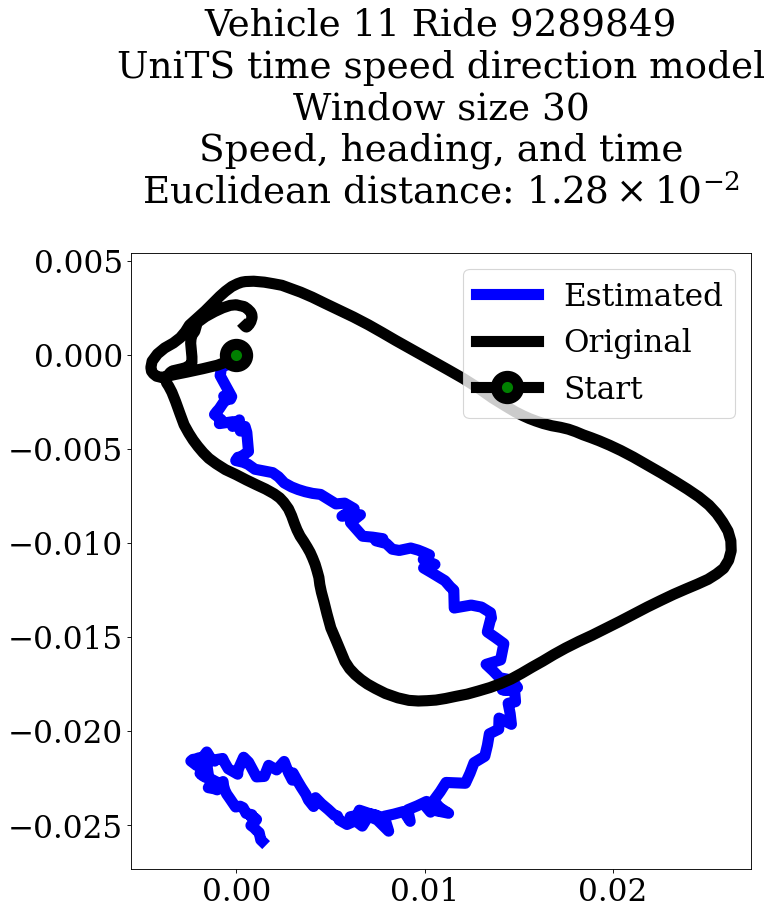 Vehicle 11 Ride 9289849
UniTS time speed direction model
Window size 30
Speed, heading, and time
Euclidean distance: 1.28 × 10⁻²
Estimated
Original
Start
0.005
0.000
−0.005
−0.010
−0.015
−0.020
−0.025
0.00 0.01 0.02